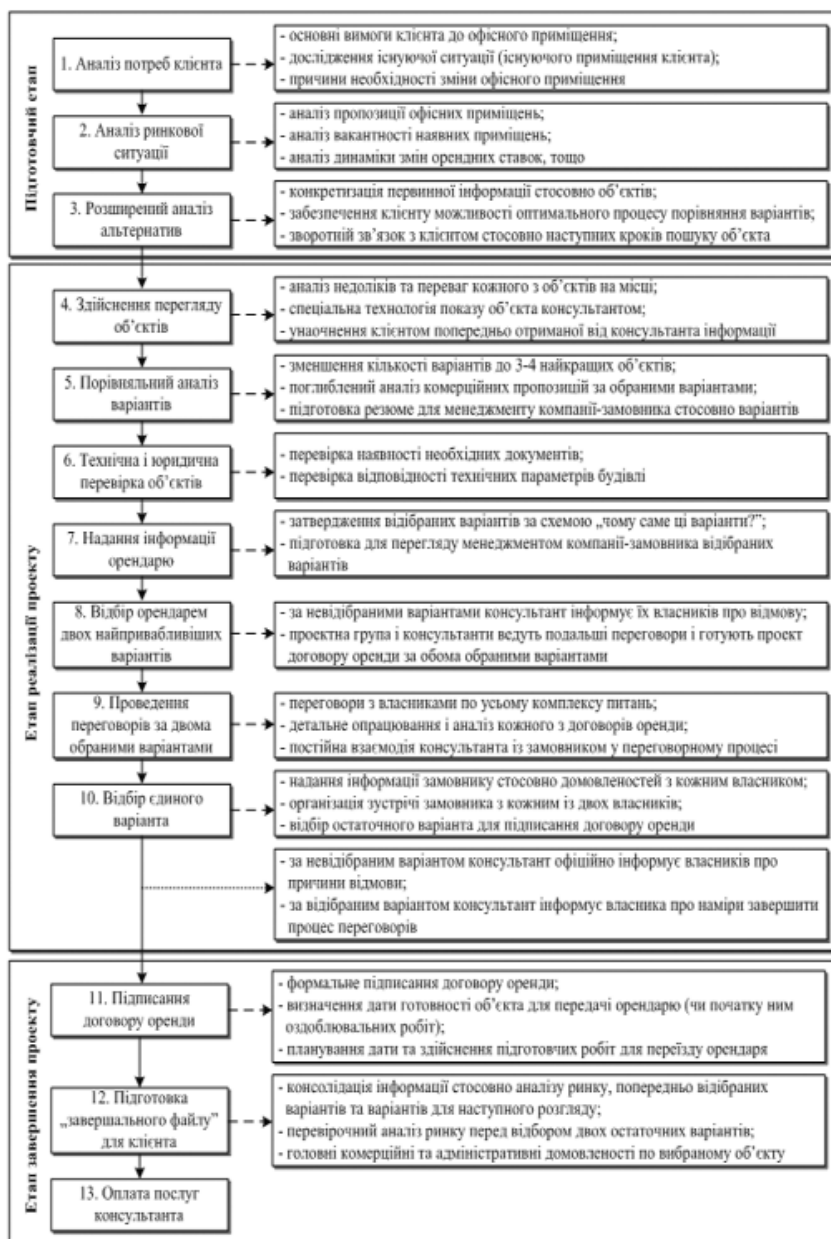 Підготовчий етап
1. Аналіз потреб клієнта
- основні вимоги клієнта до офісного приміщення;
- дослідження існуючої ситуації (існуючого приміщення клієнта);
- причини необхідності зміни офісного приміщення
2. Аналіз ринкової
ситуації
- аналіз пропозиції офісних приміщень;
- аналіз вакантності наявних приміщень;
- аналіз динаміки змін орендних ставок, тощо
3. Розширений аналіз
альтернатив
- конкретизація первинної інформації стосовно об’єктів;
- забезпечення клієнту можливості оптимального процесу порівняння варіантів;
- зворотній зв’язок з клієнтом стосовно наступних кроків пошуку об’єкта
Етап реалізації проекту
4. Здійснення перегляду
об’єктів
- аналіз недоліків та переваг кожного з об’єктів на місці;
- спеціальна технологія показу об’єкта консультантом;
- унаочнення клієнтом попередньо отриманої від консультанта інформації
5. Порівняльний аналіз
варіантів
- зменшення кількості варіантів до 3-4 найкращих об’єктів;
- поглиблений аналіз комерційних пропозицій за обраними варіантами;
- підготовка резюме для менеджменту компанії-замовника стосовно варіантів
6. Технічна і юридична
перевірка об’єктів
- перевірка наявності необхідних документів;
- перевірка відповідності технічних параметрів будівлі
7. Надання інформації
орендарю
- затвердження відібраних варіантів за схемою „чому саме ці варіанти?”;
- підготовка для перегляду менеджментом компанії-замовника відібраних
варіантів
8. Відбір орендарем
двох найпривабливіших
варіантів
- за невідібраними варіантами консультант інформує їх власників про відмову;
- проектна група і консультанти ведуть подальші переговори і готують проект
договору оренди за обома обраними варіантами
9. Проведення
переговорів за двома
обраними варіантами
- переговори з власниками по усьому комплексу питань;
- детальне опрацювання і аналіз кожного з договорів оренди;
- постійна взаємодія консультанта із замовником у переговорному процесі
10. Відбір єдиного
варіанта
- надання інформації замовнику стосовно домовленостей з кожним власником;
- організація зустрічі замовника з кожним із двох власників;
- відбір остаточного варіанта для підписання договору оренди
- за невідібраним варіантом консультант офіційно інформує власників про
причини відмови;
- за відібраним варіантом консультант інформує власника про наміри завершити
процес переговорів
Етап завершення проекту
11. Підписання
договору оренди
- формальне підписання договору оренди;
- визначення дати готовності об’єкта для передачі орендарю (чи початку ним
оздоблювальних робіт);
- планування дати та здійснення підготовчих робіт для переїзду орендаря
12. Підготовка
„завершального файлу”
для клієнта
- консолідація інформації стосовно аналізу ринку, попередньо відібраних
варіантів та варіантів для наступного розгляду;
- перевірочний аналіз ринку перед відбором двох остаточних варіантів;
- головні комерційні та адміністративні домовленості по вибраному об’єкту
13. Оплата послуг
консультанта